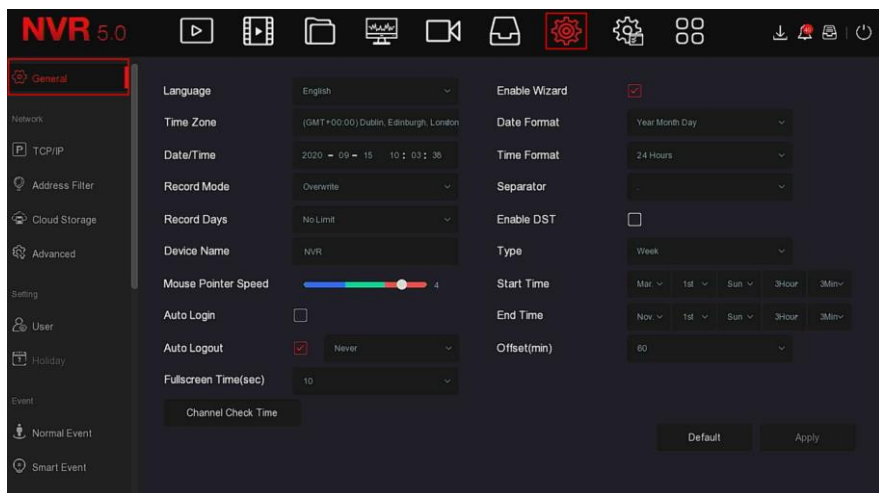 NVR 5.0
General
Network
TCP/IP
Address Filter
Cloud Storage
Advanced
Setting
User
Holiday
Event
Normal Event
Smart Event
Language English
Time Zone (GMT+00:00) Dublin, Edinburgh, London
Date/Time 2020 - 09 - 15 10 : 03 : 36
Record Mode Overwrite
Record Days No Limit
Device Name NVR
Mouse Pointer Speed 4
Auto Login
Auto Logout Never
Fullscreen Time(sec) 10
Channel Check Time
Enable Wizard
Date Format Year Month Day
Time Format 24 Hours
Separator .
Enable DST
Type Week
Start Time Mar. 1st Sun 3Hour 3Min
End Time Nov. 1st Sun 3Hour 3Min
Offset(min) 60
Default Apply